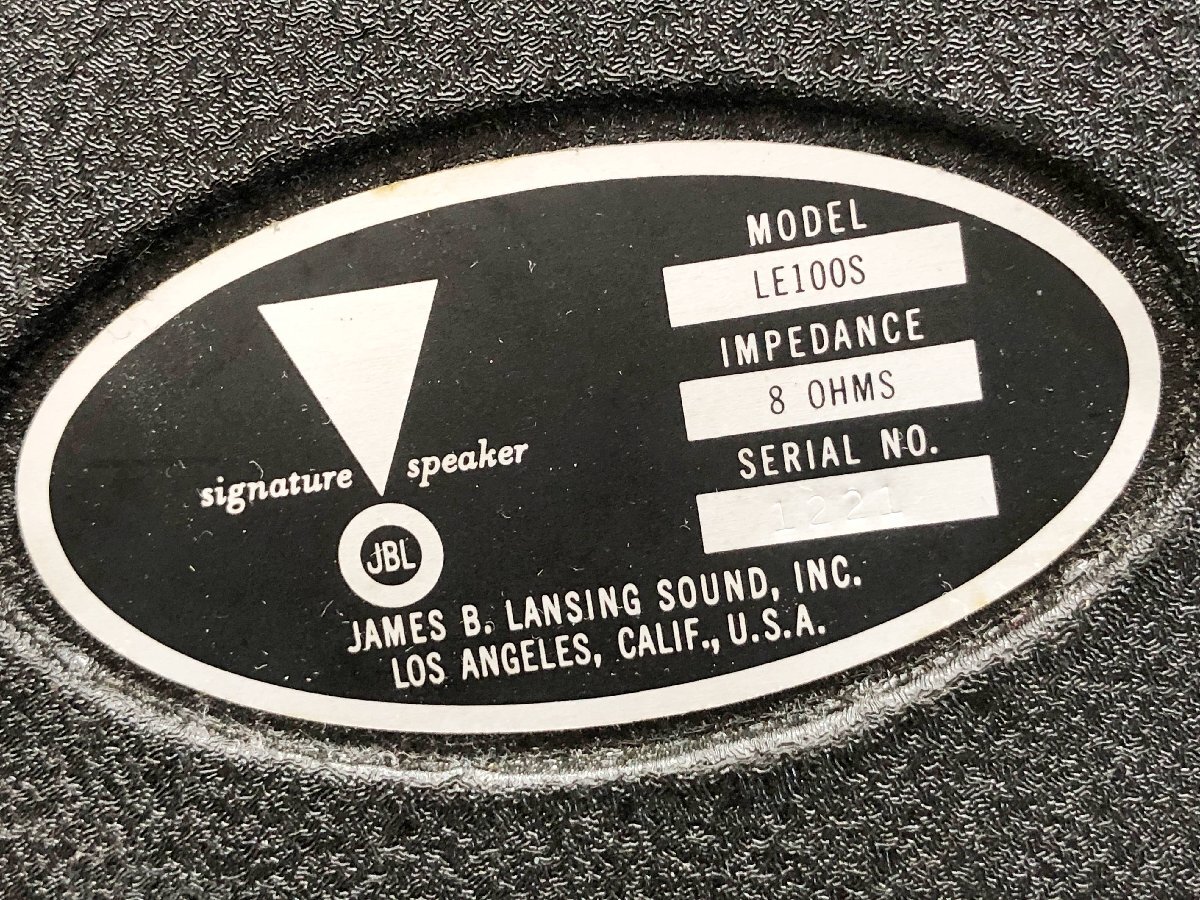 signature speaker
JBL
MODEL
LE100S
IMPEDANCE
8 OHMS
SERIAL NO.
1221
JAMES B. LANSING SOUND, INC.
LOS ANGELES, CALIF., U.S.A.